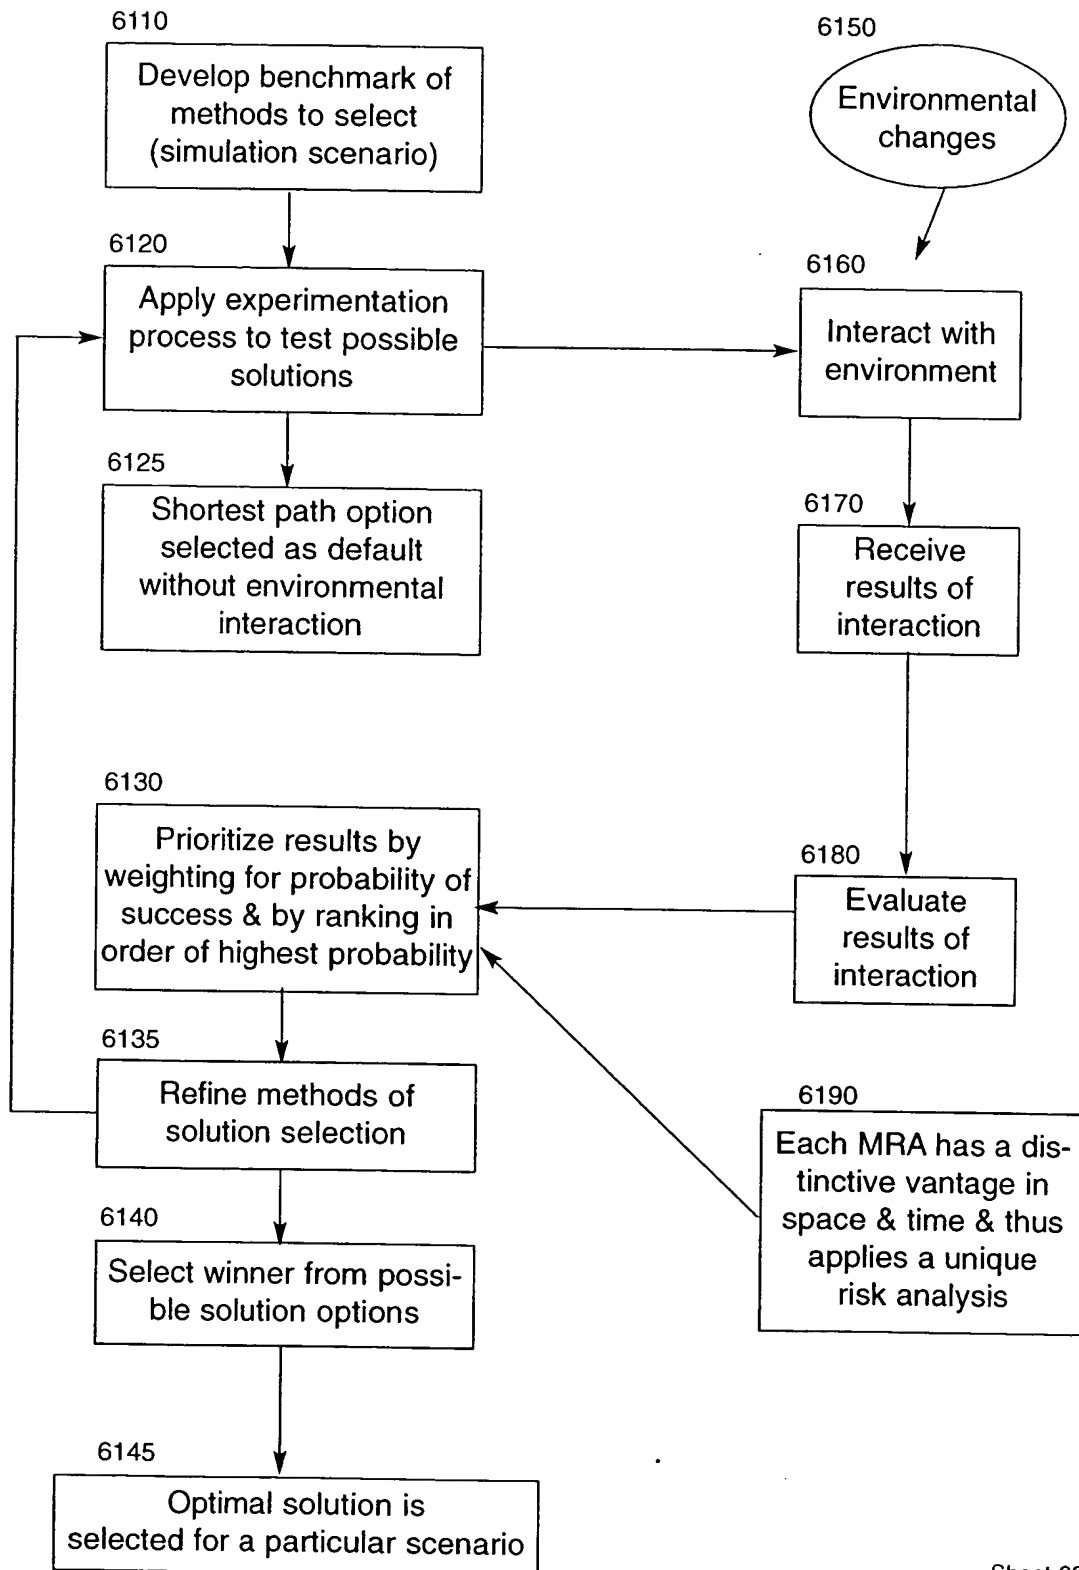 6110
Develop benchmark of
methods to select
(simulation scenario)
6150
Environmental
changes
6120
Apply experimentation
process to test possible
solutions
6160
Interact with
environment
6125
Shortest path option
selected as default
without environmental
interaction
6170
Receive
results of
interaction
6130
Prioritize results by
weighting for probability of
success & by ranking in
order of highest probability
6180
Evaluate
results of
interaction
6135
Refine methods of
solution selection
6190
Each MRA has a dis-
tinctive vantage in
space & time & thus
applies a unique
risk analysis
6140
Select winner from possi-
ble solution options
6145
Optimal solution is
selected for a particular scenario